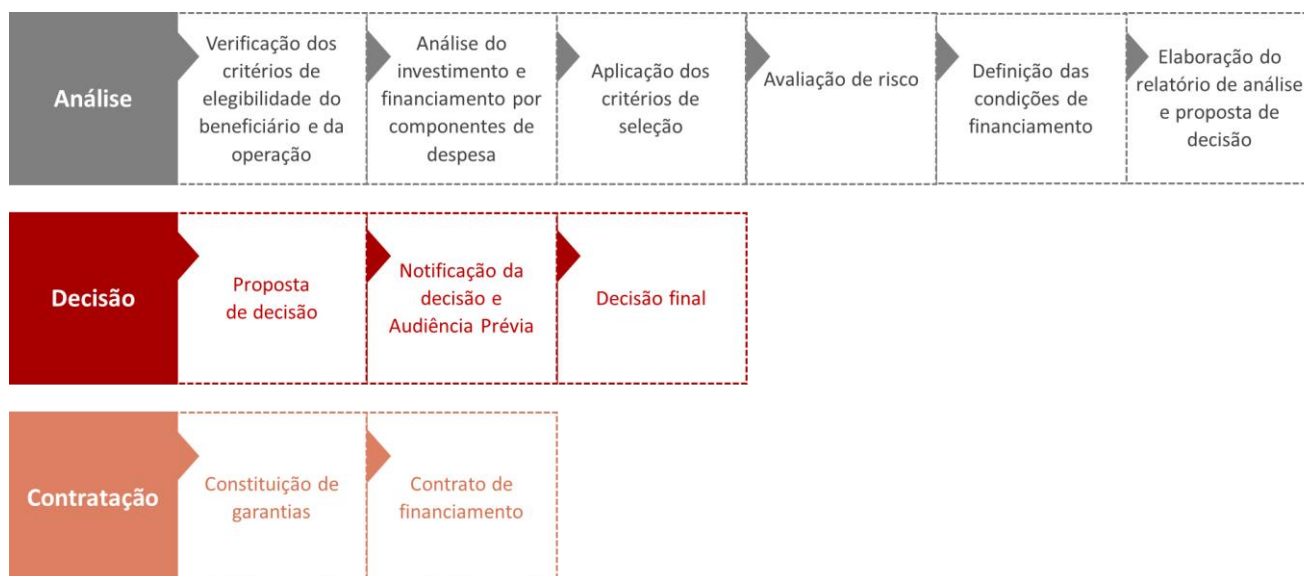 Análise
Verificação dos
critérios de
elegibilidade do
beneficiário e da
operação
Análise do
investimento e
financiamento por
componentes de
despesa
Aplicação dos
critérios de
seleção
Avaliação de risco
Definição das
condições de
financiamento
Elaboração do
relatório de análise
e proposta de
decisão
Decisão
Proposta
de decisão
Notificação da
decisão e
Audiência Prévia
Decisão final
Contratação
Constituição de
garantias
Contrato de
financiamento